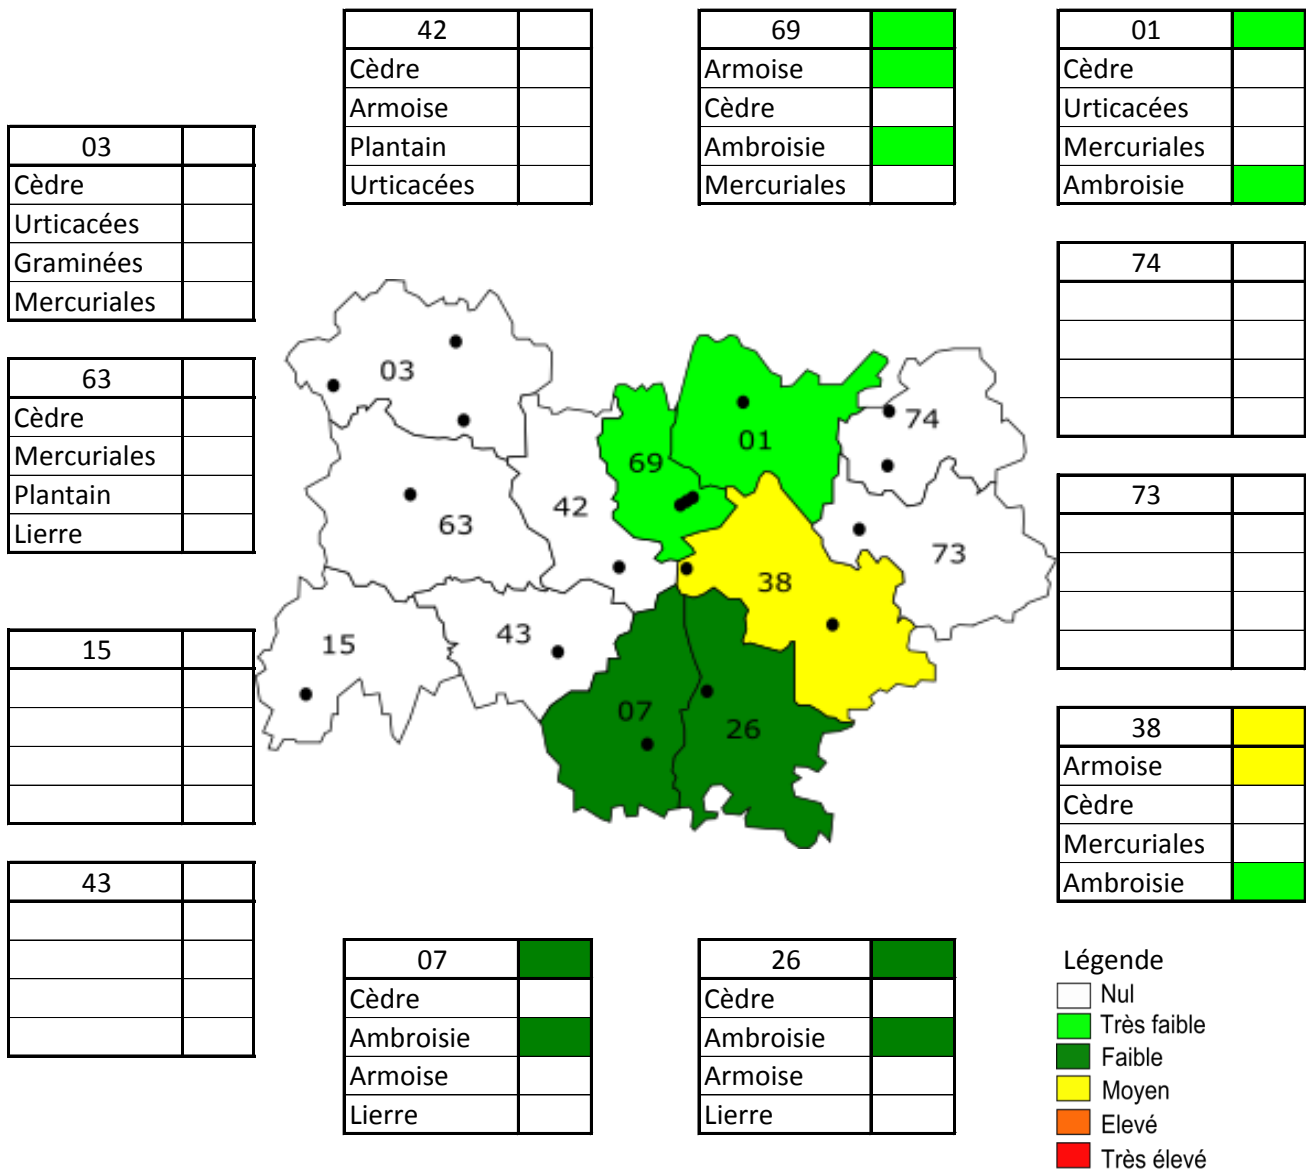 42
Cèdre
Armoise
Plantain
Urticacées
69
Armoise
Cèdre
Ambroisie
Mercuriales
01
Cèdre
Urticacées
Mercuriales
Ambroisie
03
Cèdre
Urticacées
Graminées
Mercuriales
74
63
Cèdre
Mercuriales
Plantain
Lierre
73
15
38
Armoise
Cèdre
Mercuriales
Ambroisie
43
03
74
01
69
42
63
73
38
43
15
07
26
07
Cèdre
Ambroisie
Armoise
Lierre
26
Cèdre
Ambroisie
Armoise
Lierre
Légende
Nul
Très faible
Faible
Moyen
Elevé
Très élevé